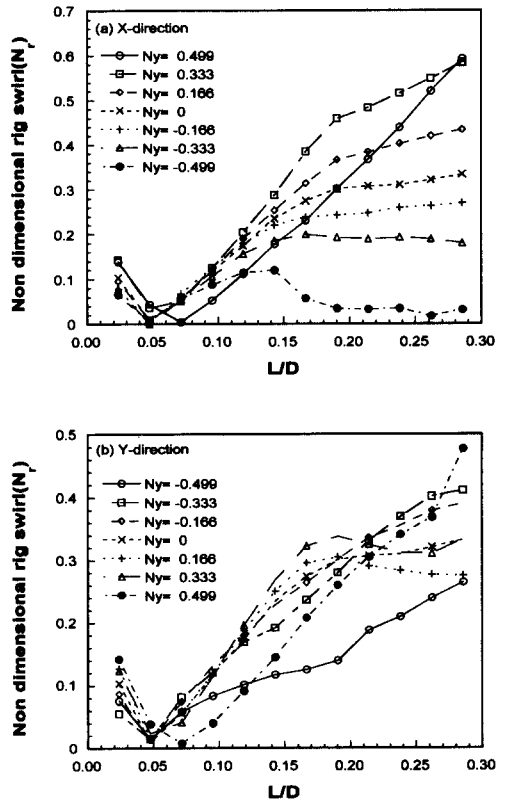 (a) X-direction
Ny= 0.499
Ny= 0.333
Ny= 0.166
Ny= 0
Ny= -0.166
Ny= -0.333
Ny= -0.499
Non dimensional rig swirl(Nr)
0.7
0.6
0.5
0.4
0.3
0.2
0.1
0
0.00 0.05 0.10 0.15 0.20 0.25 0.30
L/D
(b) Y-direction
Ny= -0.499
Ny= -0.333
Ny= -0.166
Ny= 0
Ny= 0.166
Ny= 0.333
Ny= 0.499
Non dimensional rig swirl(Nr)
0.5
0.4
0.3
0.2
0.1
0
0.00 0.05 0.10 0.15 0.20 0.25 0.30
L/D